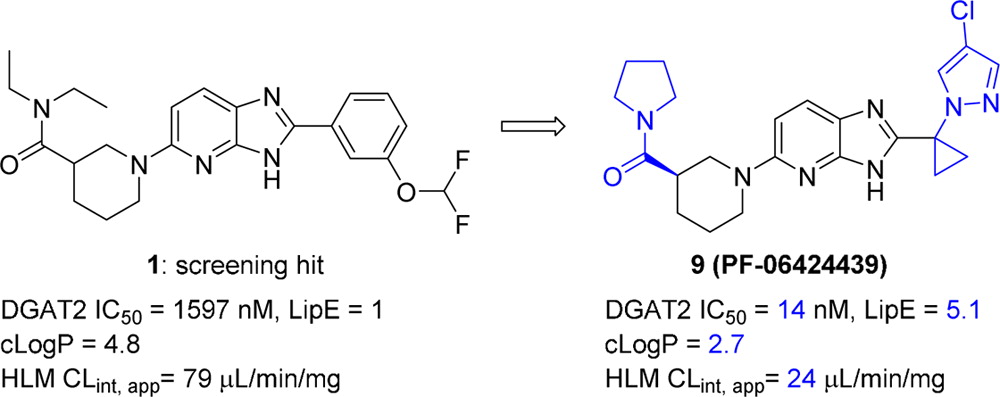 Cl
N
N
O
N
N
N
N
H
O
F
F
N
O
N
N
N
N
H
N
N
1: screening hit
9 (PF-06424439)
DGAT2 IC50 = 1597 nM, LipE = 1
cLogP = 4.8
HLM CLint, app= 79 μL/min/mg
DGAT2 IC50 = 14 nM, LipE = 5.1
cLogP = 2.7
HLM CLint, app= 24 μL/min/mg